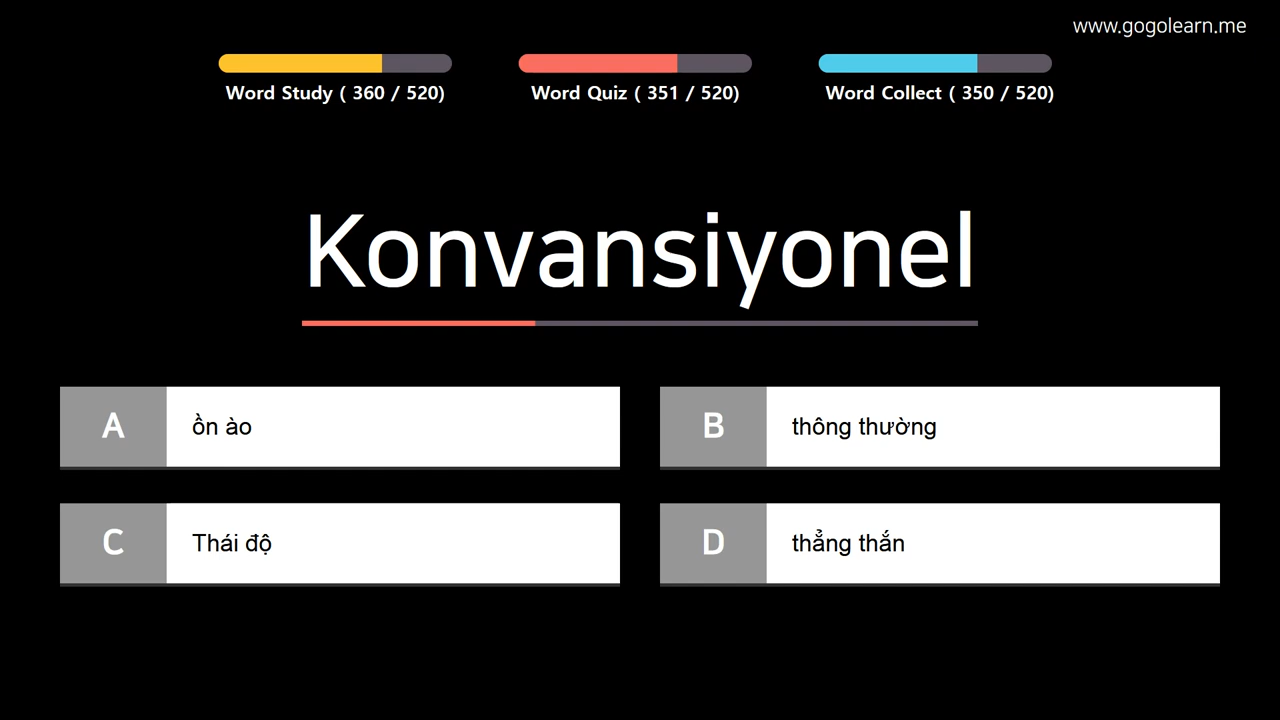 www.gogolearn.me
Word Study ( 360 / 520)
Word Quiz ( 351 / 520)
Word Collect ( 350 / 520)
Konvansiyonel
A ồn ào
B thông thường
C Thái độ
D thẳng thắn